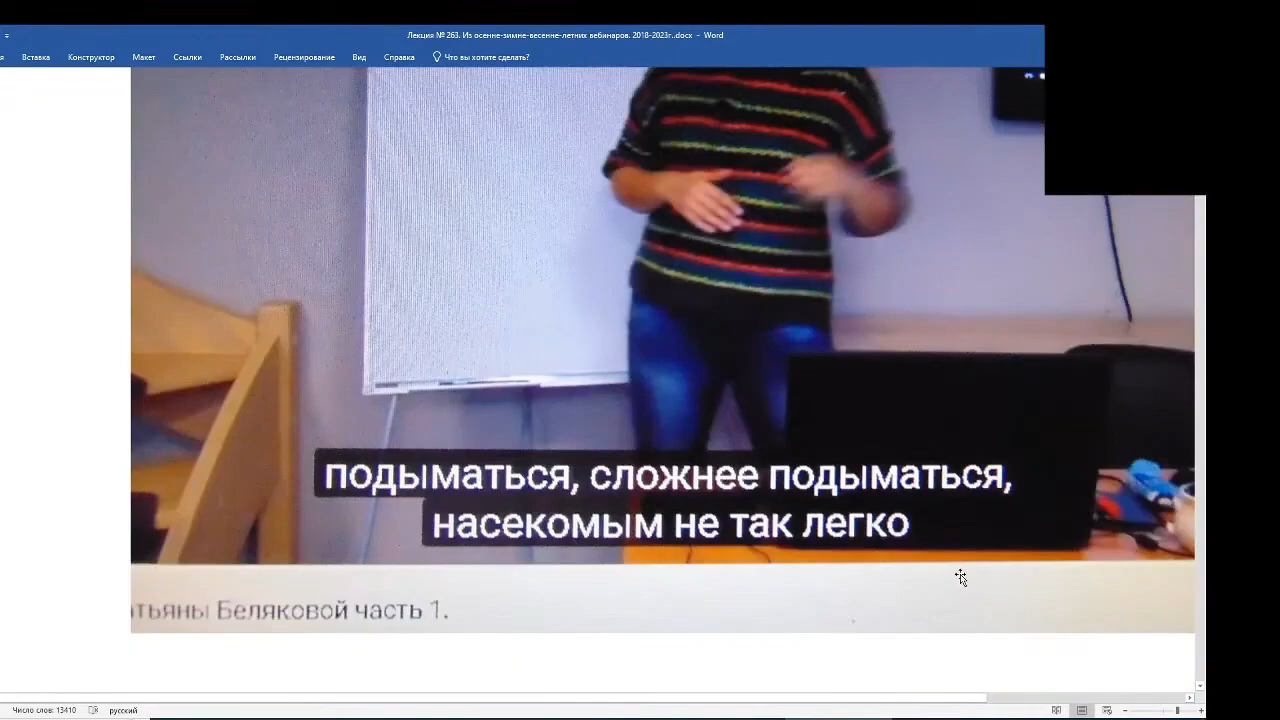 Лекция № 263. Из осенне-зимне-весенне-летних вебинаров. 2018-2023г..docx - Word
Вставка Конструктор Макет Ссылки Рассылки Рецензирование Вид Справка Что вы хотите сделать?
подыматься, сложнее подыматься,
насекомым не так легко
атьяны Беляковой часть 1.
Число слов: 13410 русский